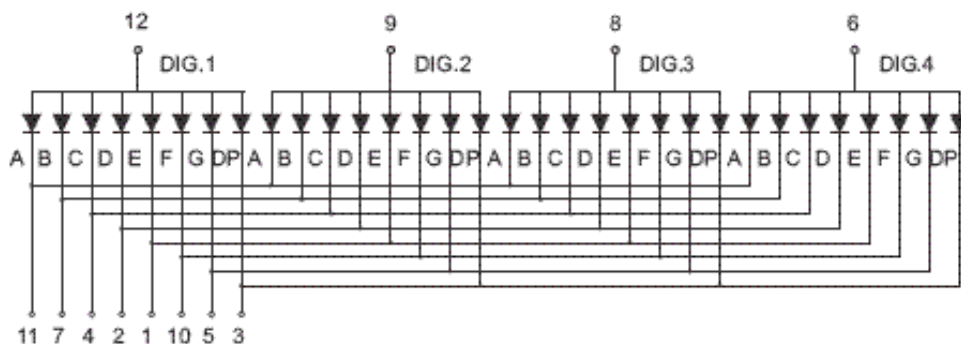 12 9 8 6
DIG.1 DIG.2 DIG.3 DIG.4
A B C D E F G DP A B C D E F G DP A B C D E F G DP A B C D E F G DP
11 7 4 2 1 10 5 3